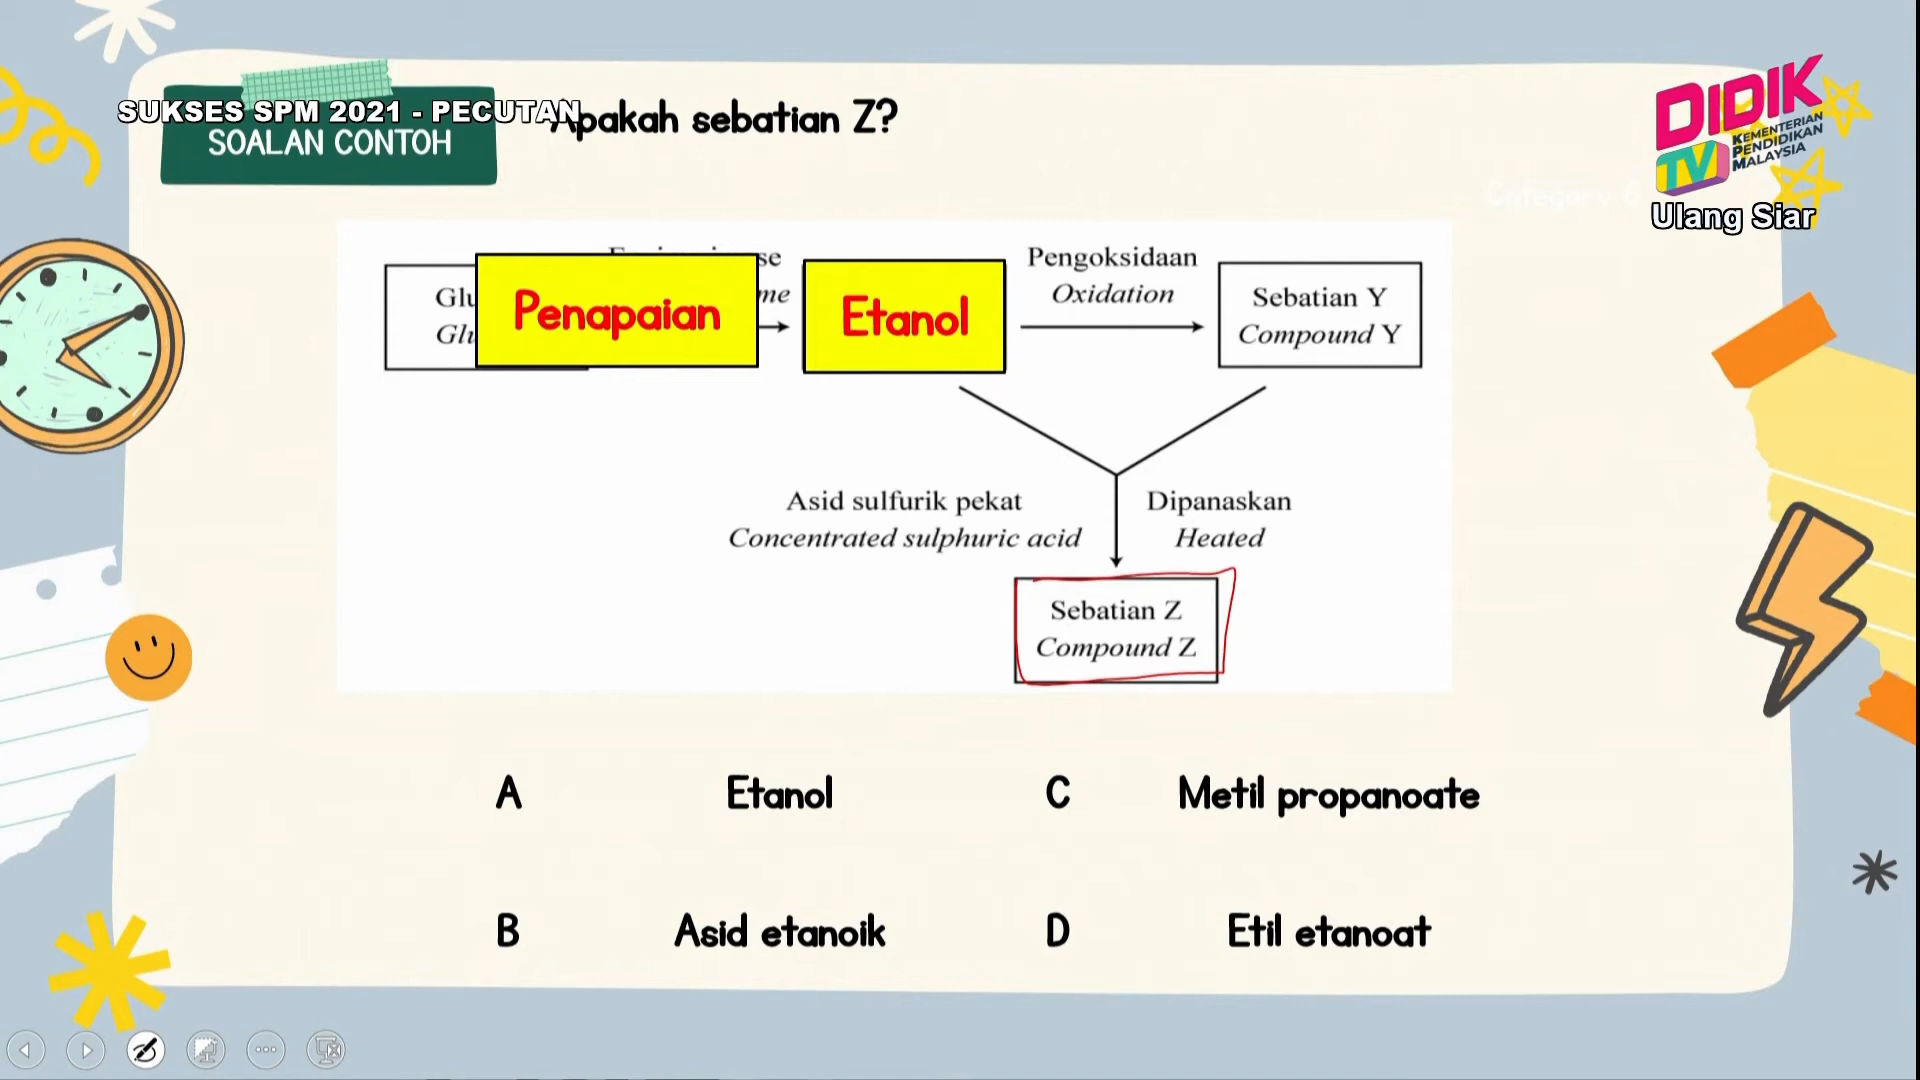 SUKSES SPM 2021 - PECUTAN
SOALAN CONTOH
Apakah sebatian Z?
DIDIK
TV
KEMENTERIAN
PENDIDIKAN
MALAYSIA
Ulang Siar
Penapaian
Etanol
Pengoksidaan
Oxidation
Sebatian Y
Compound Y
Asid sulfurik pekat
Concentrated sulphuric acid
Dipanaskan
Heated
Sebatian Z
Compound Z
A Etanol C Metil propanoate
B Asid etanoik D Etil etanoat